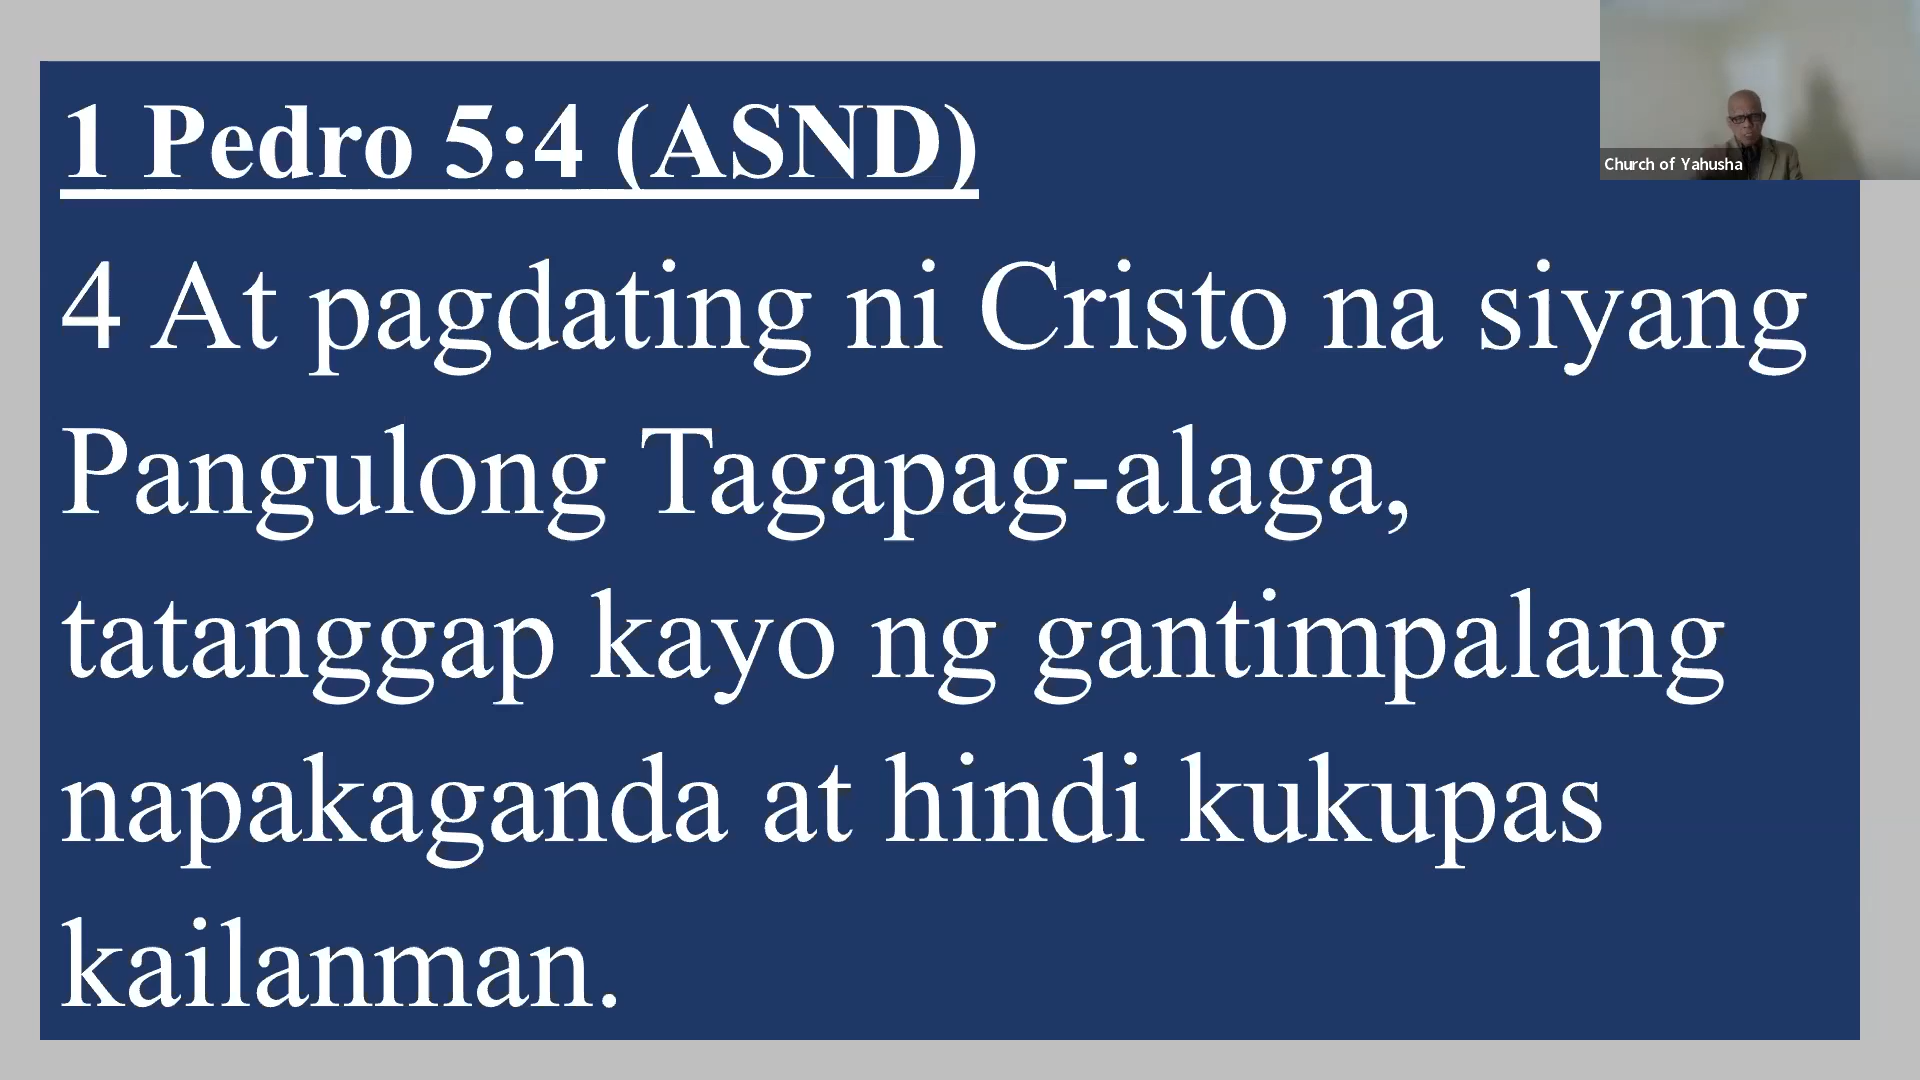 1 Pedro 5:4 (ASND)
4 At pagdating ni Cristo na siyang
Pangulong Tagapag-alaga,
tatanggap kayo ng gantimpalang
napakaganda at hindi kukupas
kailanman.
Church of Yahusha